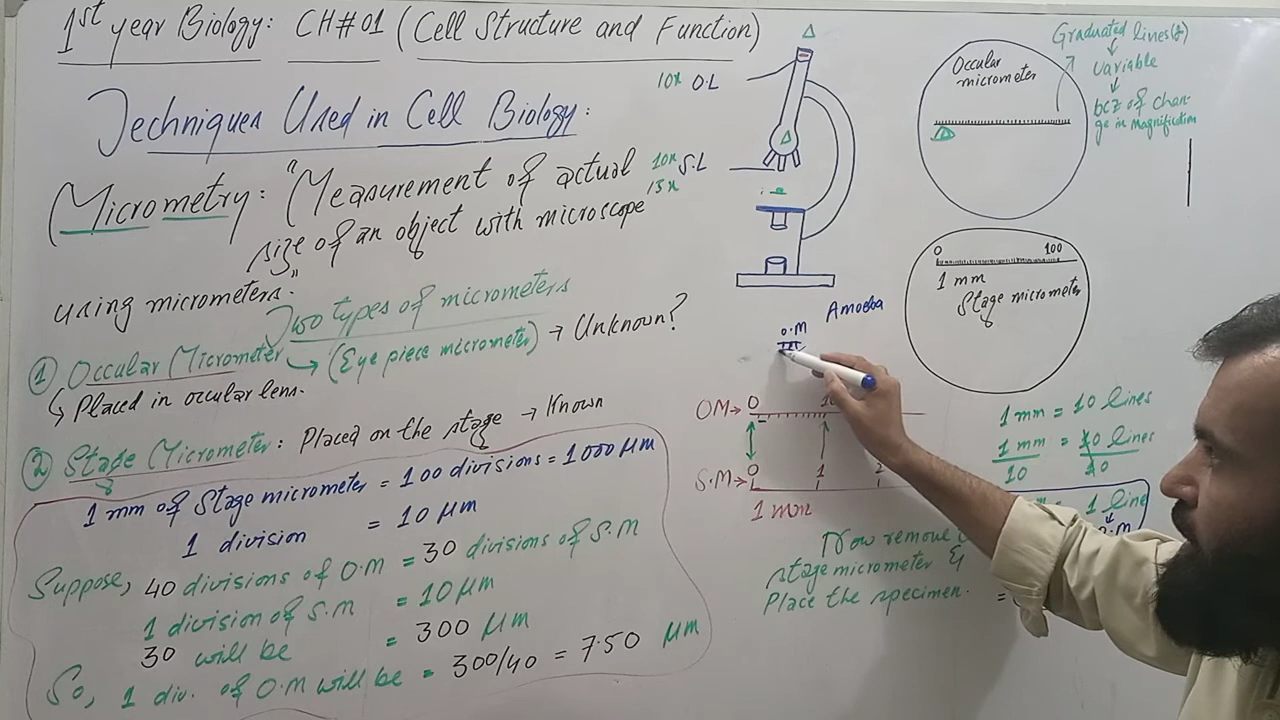 1st year Biology: CH#01 (Cell Structure and Function)
Techniques Used in Cell Biology:
Micrometry: "Measurement of actual
size of an object with microscope"
using micrometers.
Two types of micrometers
① Occular Micrometer → (Eye piece micrometer) → Unknown?
↳ Placed in occular lens.
② Stage Micrometer: Placed on the stage → Known
1 mm of Stage micrometer = 100 divisions = 1000 µm
1 division = 10 µm
Suppose, 40 divisions of O.M = 30 divisions of S.M
1 division of S.M = 10 µm
30 will be = 300 µm
So, 1 div. of O.M will be = 300/40 = 7.50 µm
10x O.L
10x S.L
15x
i-e
Occular
micrometer
Graduated lines(s)
↓
variable
↓
bcz of chan-
ge in magnification
0 100
1 mm
Stage micrometer
Amoeba
O.M
OM→ 0 10
S.M→ 0 1 2
1 mm
Now remove
stage micrometer &
Place the specimen.
1 mm = 10 lines
1 mm = 10 lines
10 10
= 1 line
O.M
=